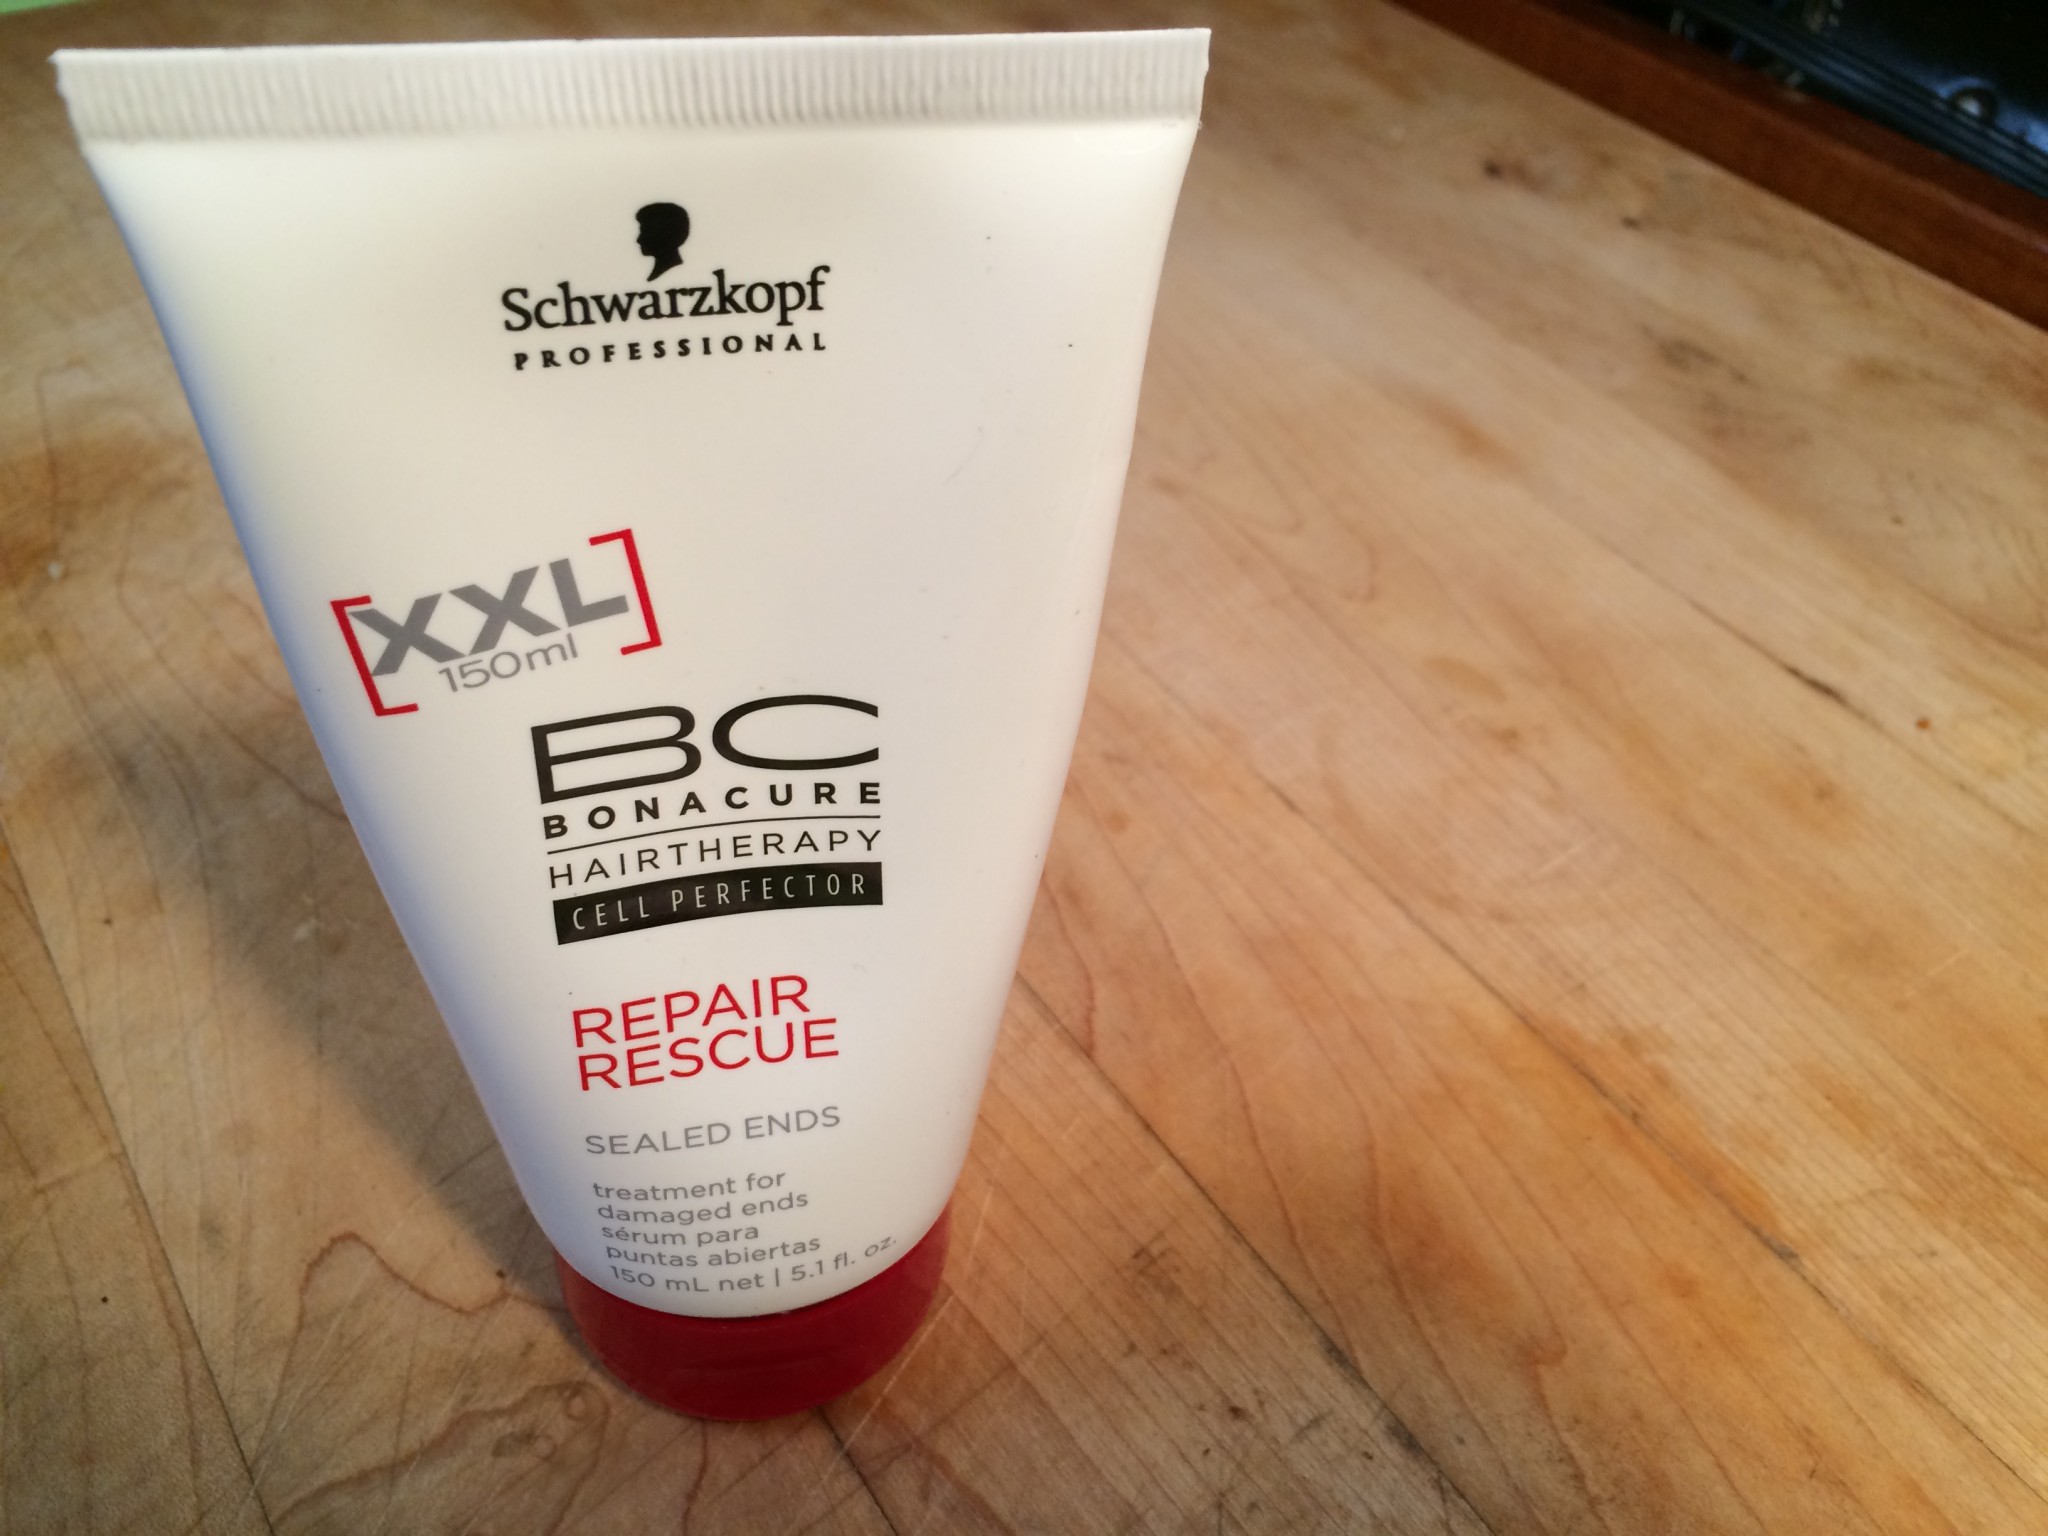 Schwarzkopf
PROFESSIONAL
XXL
150ml
BC
BONACURE
HAIRTHERAPY
CELL PERFECTOR
REPAIR
RESCUE
SEALED ENDS
treatment for
damaged ends
sérum para
puntas abiertas
150 mL net | 5.1 fl. oz.